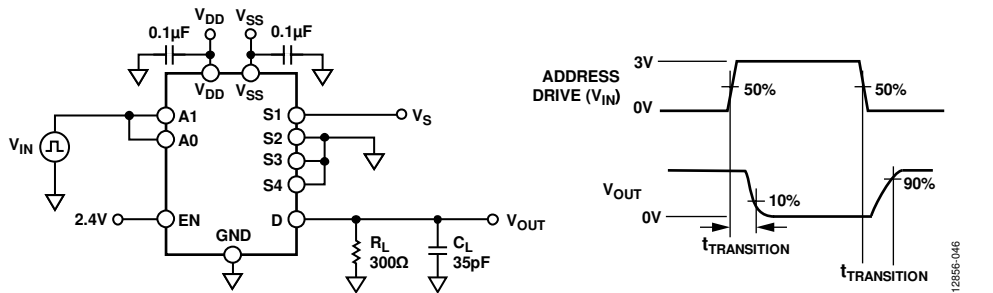 VDD VSS
0.1µF 0.1µF
VDD VSS
A1 S1 VS
A0 S2
VIN S3
S4
2.4V EN D VOUT
GND
RL
300Ω
CL
35pF
ADDRESS
DRIVE (VIN)
3V
0V
50% 50%
VOUT
0V
10% 90%
tTRANSITION
tTRANSITION
12856-046